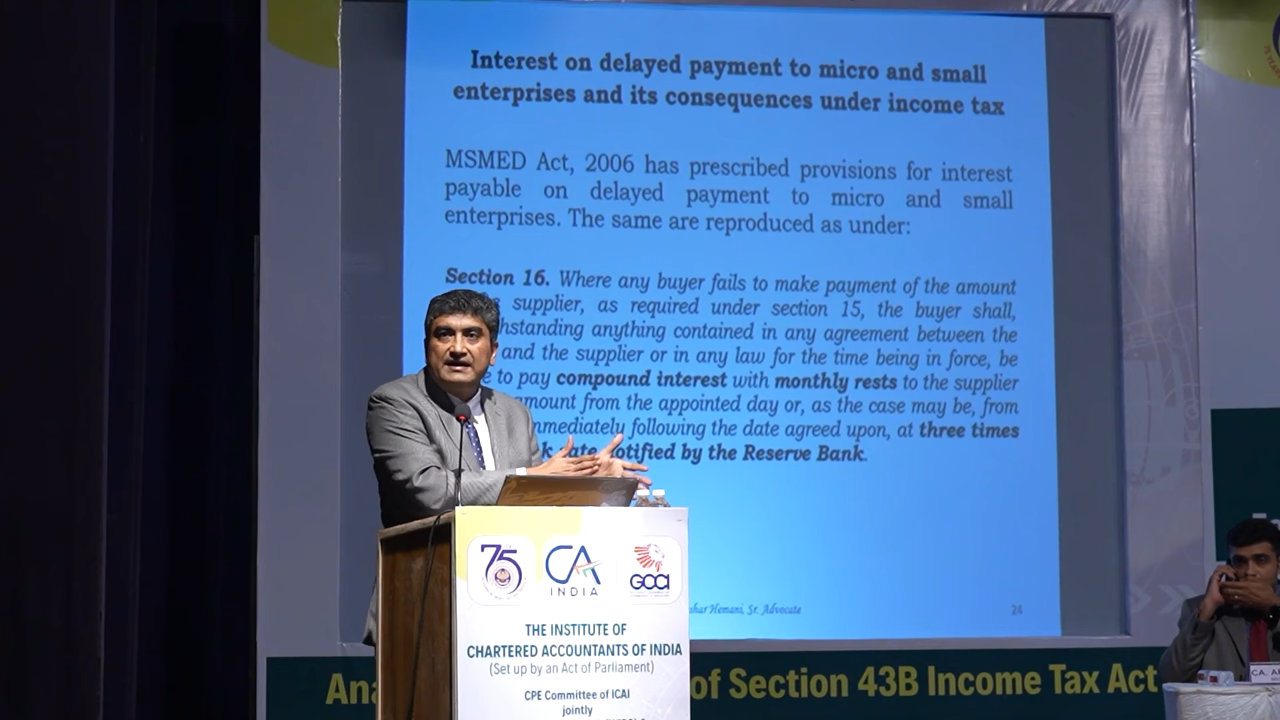 Interest on delayed payment to micro and small
enterprises and its consequences under income tax
MSMED Act, 2006 has prescribed provisions for interest
payable on delayed payment to micro and small
enterprises. The same are reproduced as under:
Section 16. Where any buyer fails to make payment of the amount
supplier, as required under section 15, the buyer shall,
hstanding anything contained in any agreement between the
and the supplier or in any law for the time being in force, be
to pay compound interest with monthly rests to the supplier
amount from the appointed day or, as the case may be, from
mmediately following the date agreed upon, at three times
notified by the Reserve Bank.
Hemani, Sr. Advocate
24
75
CA
INDIA
GCCI
THE INSTITUTE OF
CHARTERED ACCOUNTANTS OF INDIA
(Set up by an Act of Parliament)
CPE Committee of ICAI
jointly
Ana
of Section 43B Income Tax Act
CA. A